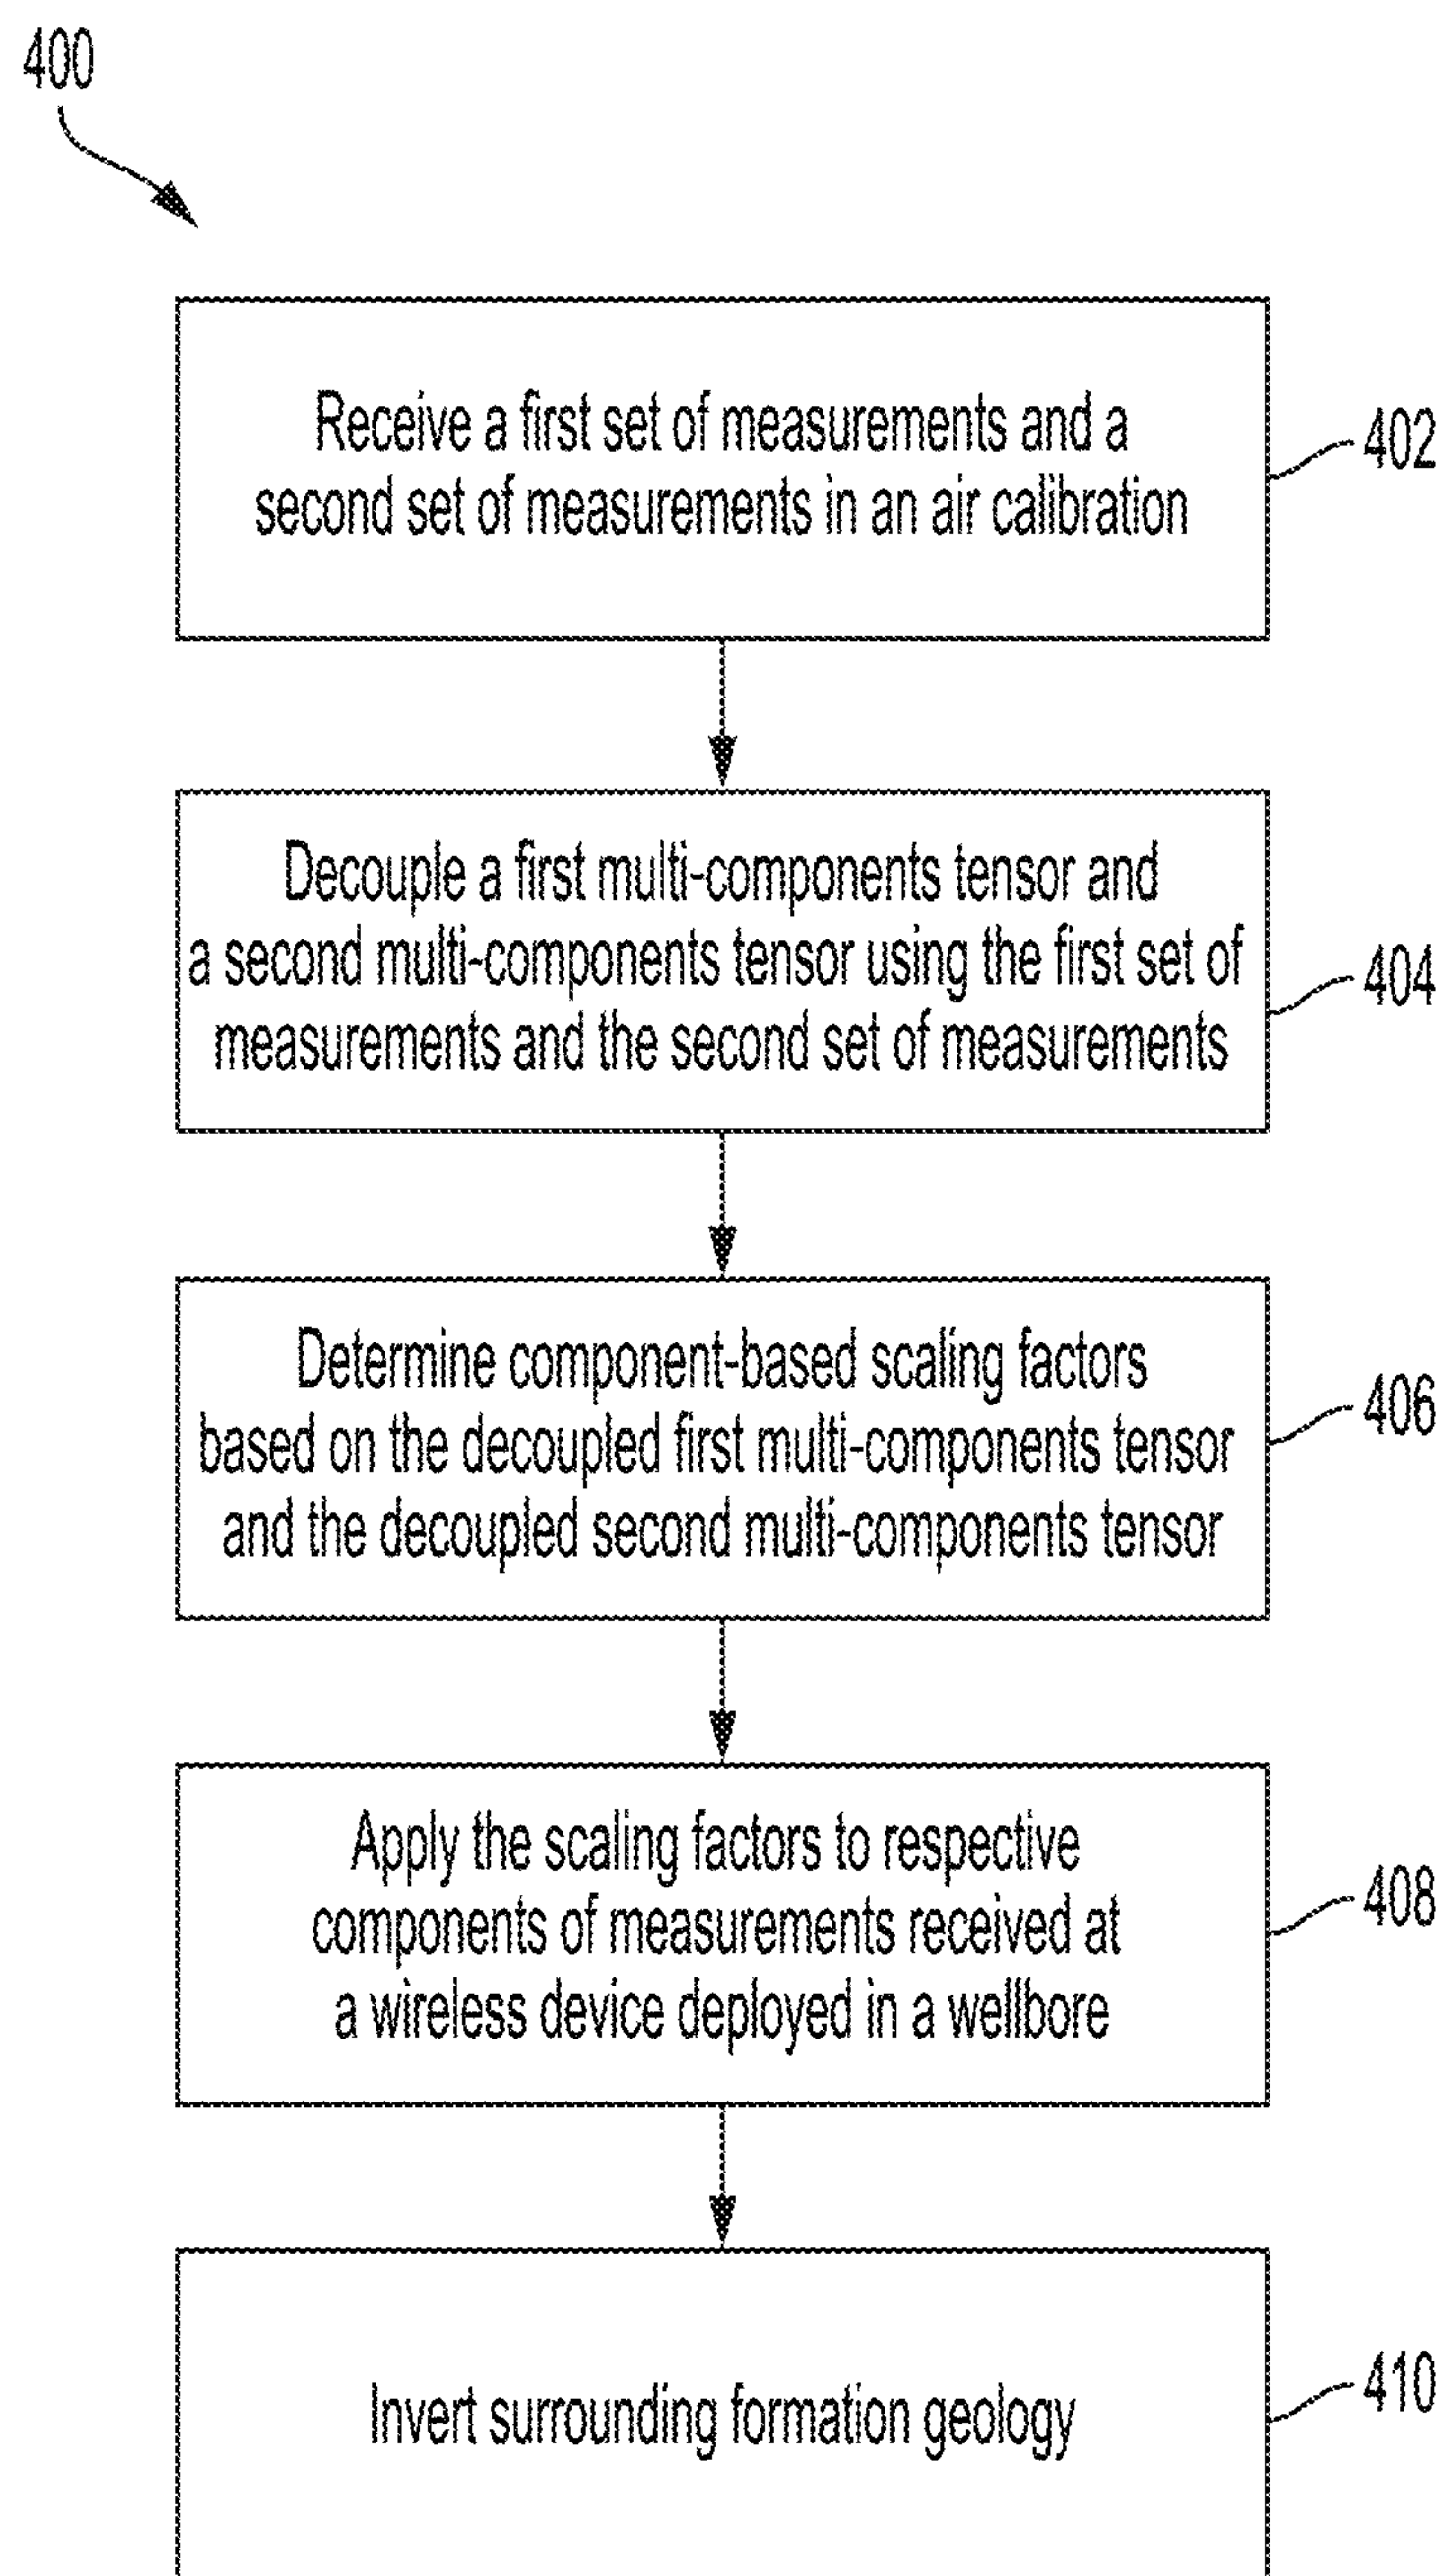 400
Receive a first set of measurements and a
second set of measurements in an air calibration
402
Decouple a first multi-components tensor and
a second multi-components tensor using the first set of
measurements and the second set of measurements
404
Determine component-based scaling factors
based on the decoupled first multi-components tensor
and the decoupled second multi-components tensor
406
Apply the scaling factors to respective
components of measurements received at
a wireless device deployed in a wellbore
408
Invert surrounding formation geology
410